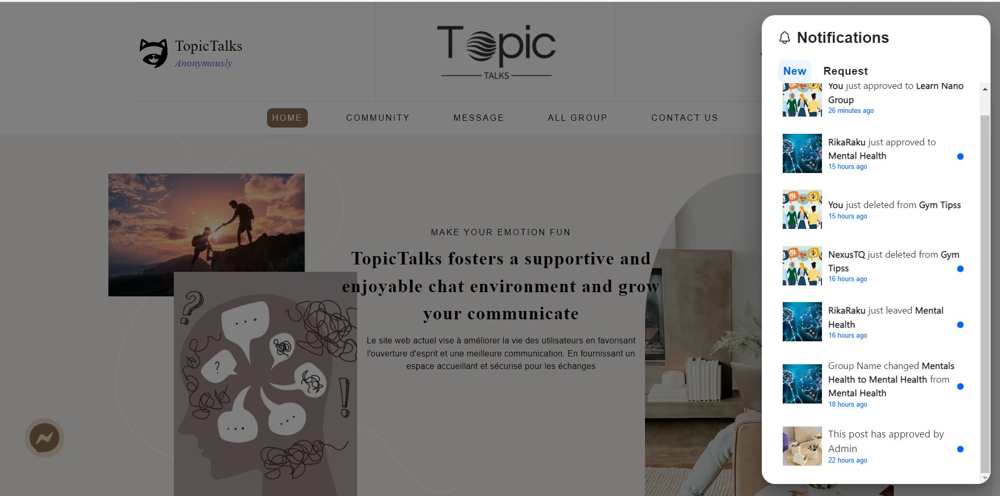 TopicTalks
Anonymously
Topic
TALKS
HOME
COMMUNITY
MESSAGE
ALL GROUP
CONTACT US
MAKE YOUR EMOTION FUN
TopicTalks fosters a supportive and
enjoyable chat environment and grow
your communicate
Le site web actuel vise à améliorer la vie des utilisateurs en favorisant
l'ouverture d'esprit et une meilleure communication. En fournissant un
espace accueillant et sécurisé pour les échanges
Notifications
New
Request
You just approved to Learn Nano
Group
26 minutes ago
RikaRaku just approved to
Mental Health
15 hours ago
You just deleted from Gym Tipss
15 hours ago
NexusTQ just deleted from Gym
Tipss
16 hours ago
RikaRaku just leaved Mental
Health
16 hours ago
Group Name changed Mentals
Health to Mental Health from
Mental Health
18 hours ago
This post has approved by
Admin
22 hours ago